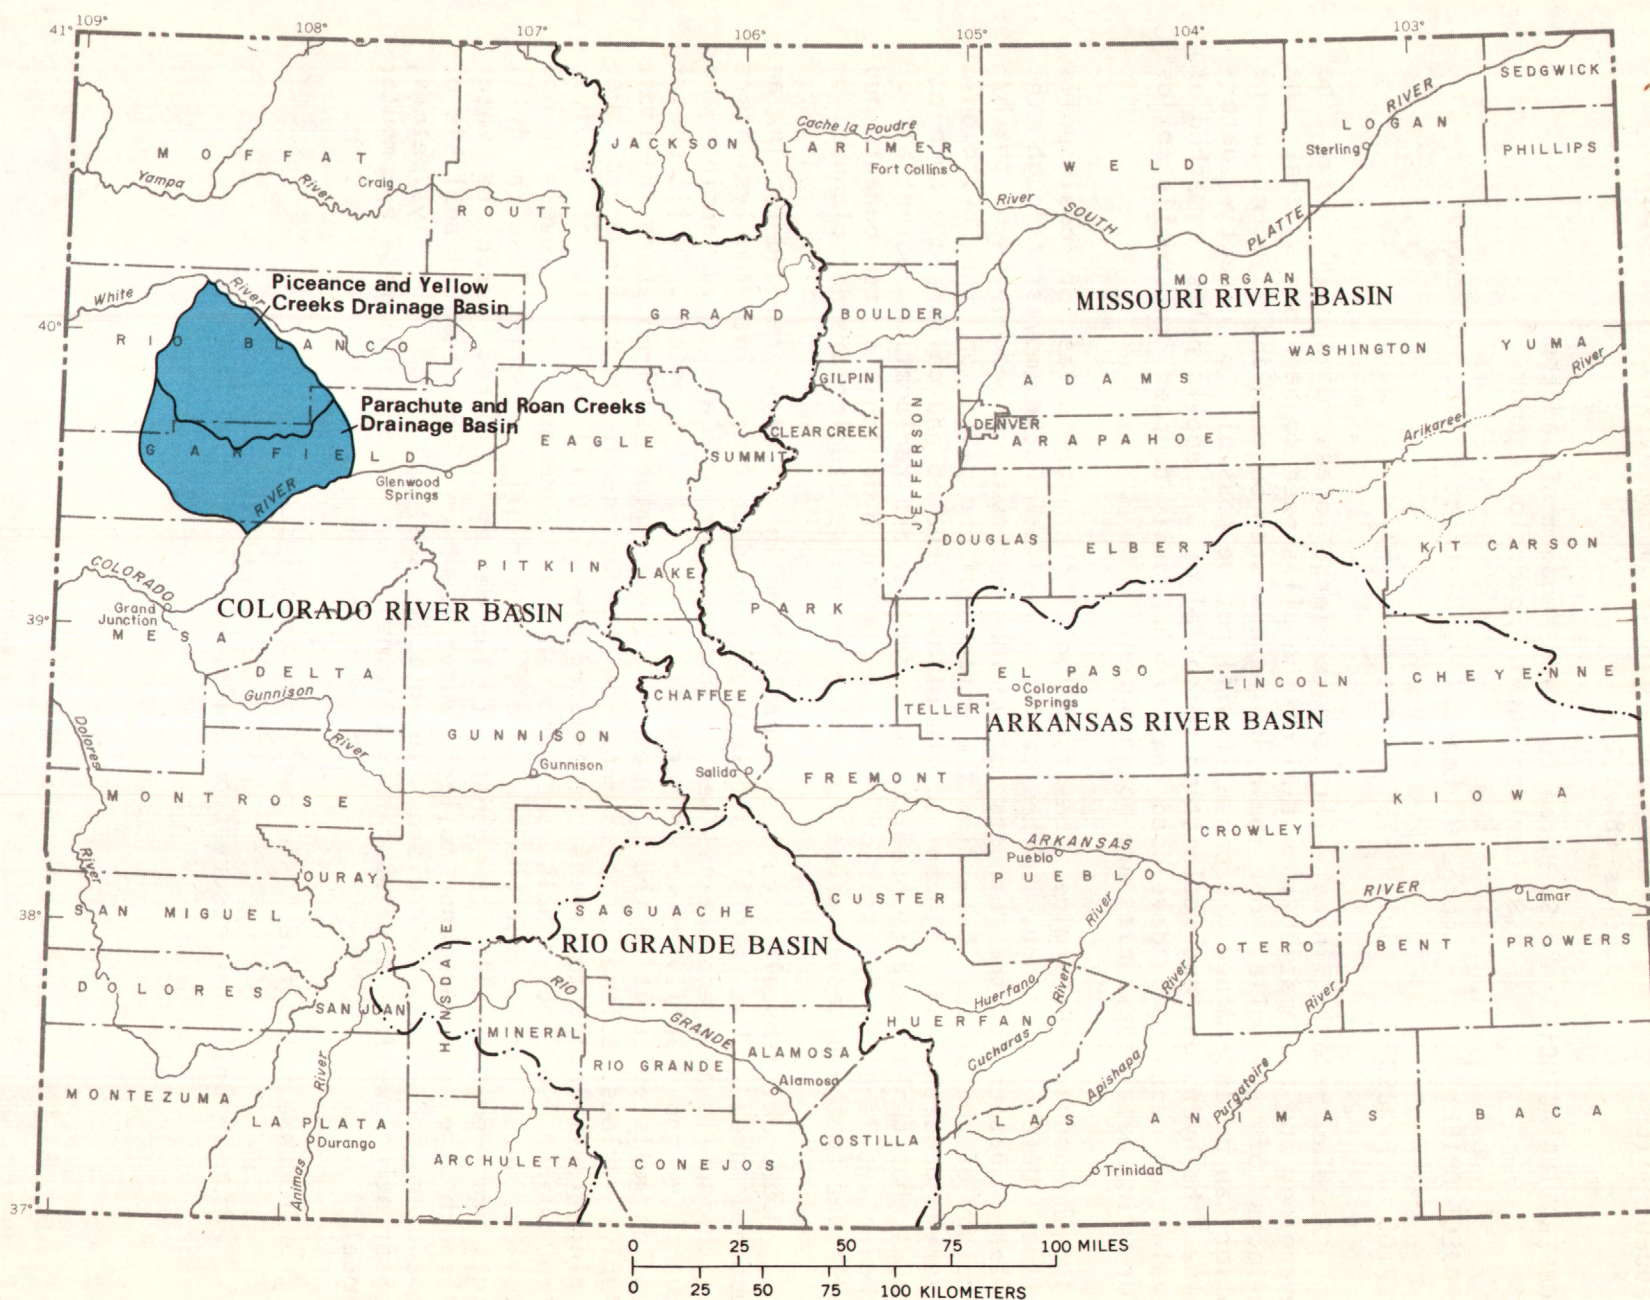 41°
109°
108°
107°
106°
105°
104°
103°
SEDGWICK
RIVER
LOGAN
Sterling
PHILLIPS
JACKSON
Cache la Poudre
LARIMER
Fort Collins
WELD
MOFFAT
Yampa
River
Craig
ROUTT
River
SOUTH
PLATTE
MORGAN
MISSOURI RIVER BASIN
Piceance and Yellow
Creeks Drainage Basin
White
River
40°
RIO BLANCO
GRAND
BOULDER
WASHINGTON
YUMA
River
GILPIN
ADAMS
Parachute and Roan Creeks
Drainage Basin
EAGLE
CLEAR CREEK
SUMMIT
JEFFERSON
DENVER
ARAPAHOE
Arikaree
GARFIELD
Glenwood
Springs
RIVER
DOUGLAS
ELBERT
KIT CARSON
COLORADO
PITKIN
LAKE
PARK
Grand
Junction
COLORADO RIVER BASIN
39°
MESA
DELTA
Gunnison
River
CHAFFEE
EL PASO
Colorado
Springs
TELLER
LINCOLN
CHEYENNE
ARKANSAS RIVER BASIN
Dolores
River
GUNNISON
Gunnison
Salida
FREMONT
MONTROSE
KIOWA
CROWLEY
ARKANSAS
Pueblo
PUEBLO
OURAY
38°
SAN MIGUEL
SAGUACHE
CUSTER
River
RIVER
Lamar
RIO GRANDE BASIN
OTERO
BENT
PROWERS
HINSDALE
DOLORES
SAN JUAN
RIO
GRANDE
Huerfano
River
River
River
HUERFANO
MINERAL
RIO GRANDE
ALAMOSA
Alamosa
Cucharas
Apishapa
Purgatoire
MONTEZUMA
LA PLATA
River
Durango
Animas
LAS ANIMAS
BACA
COSTILLA
ARCHULETA
CONEJOS
Trinidad
37°
0 25 50 75 100 MILES
0 25 50 75 100 KILOMETERS